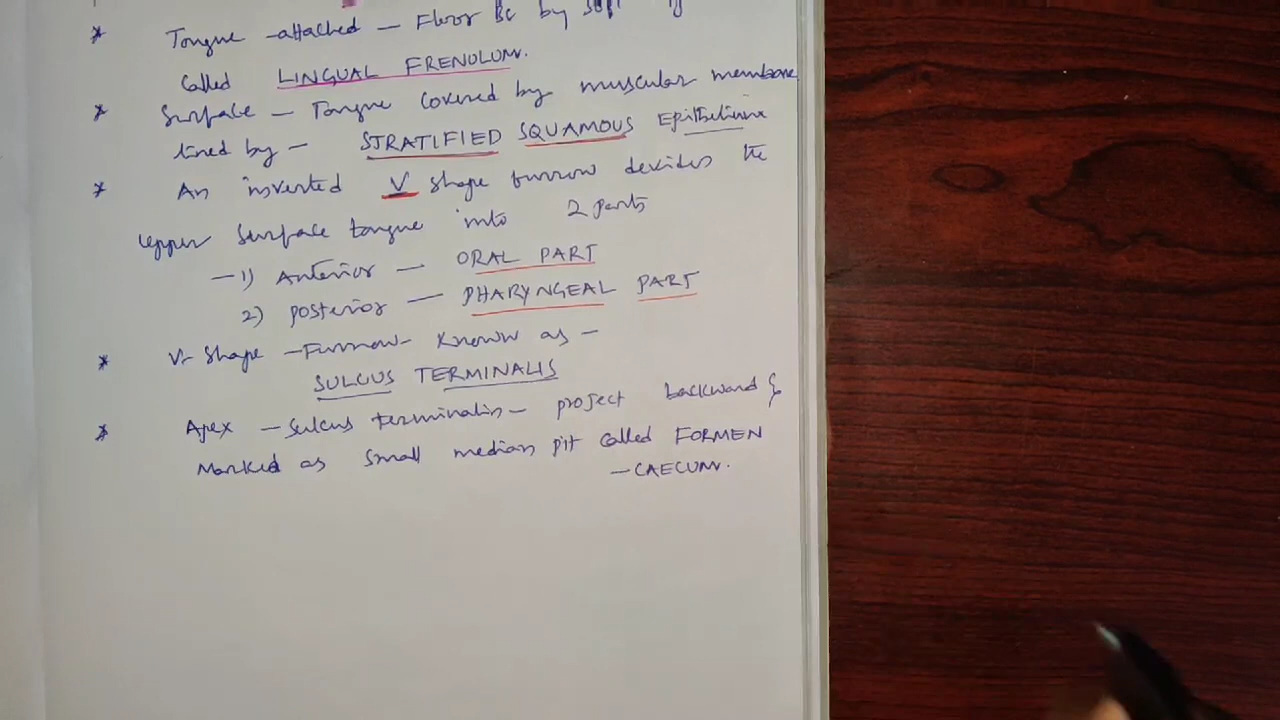 * Tongue - attached - Floor BC by
called LINGUAL FRENULUM.
* Surface - Tongue covered by muscular membrane
lined by - STRATIFIED SQUAMOUS Epithelium
* An inverted V shape furrow devides the
upper surface tongue into 2 parts
- 1) Anterior - ORAL PART
2) posterior - PHARYNGEAL PART
* V- Shape - Furrow - known as -
SULCUS TERMINALIS
* Apex - Sulcus terminalis - project backward &
Marked as small median pit called FORMEN
- CAECUM.